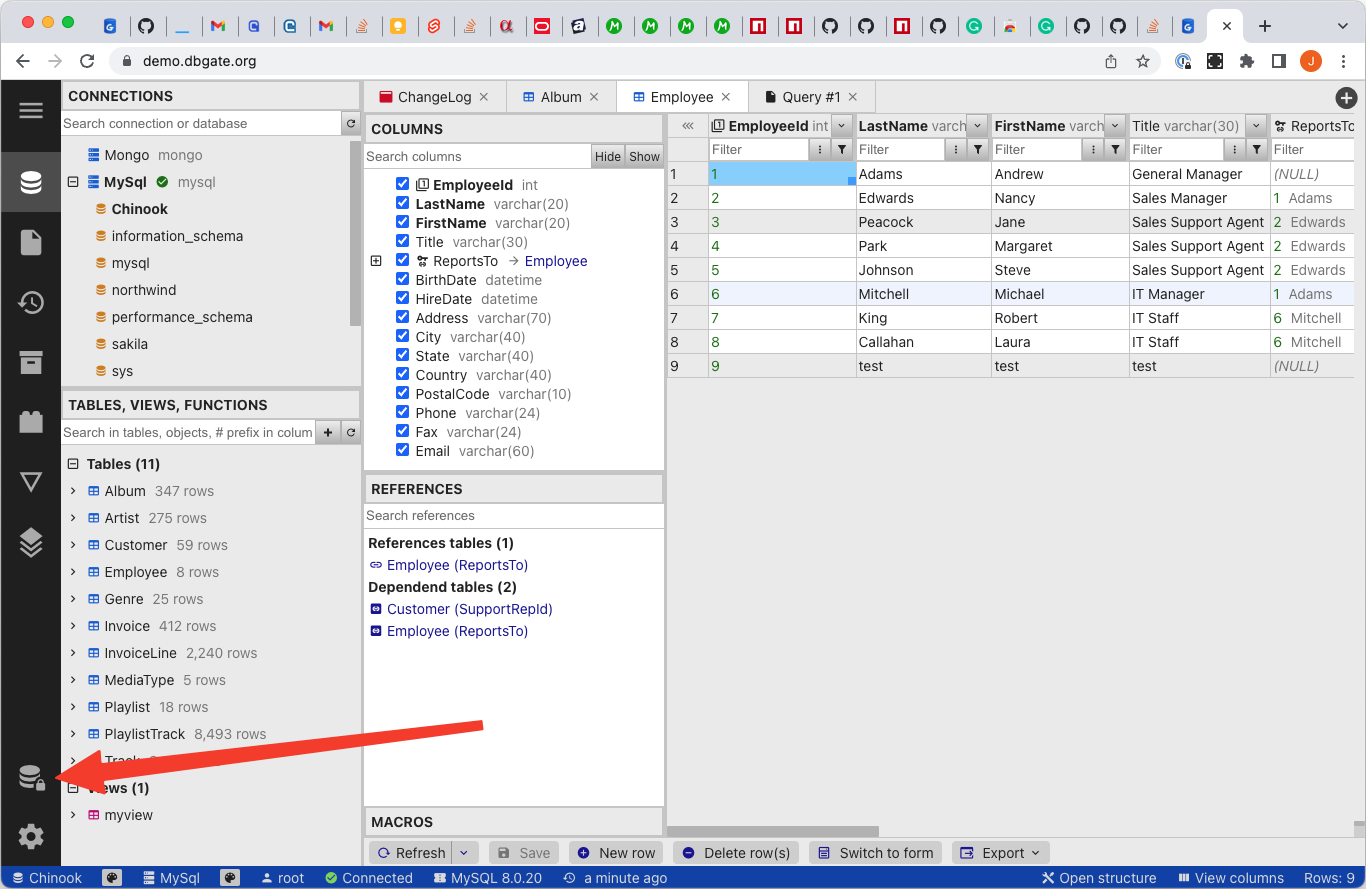 demo.dbgate.org
J
CONNECTIONS
Search connection or database
Mongo mongo
MySql mysql
Chinook
information_schema
mysql
northwind
performance_schema
sakila
sys
TABLES, VIEWS, FUNCTIONS
Search in tables, objects, # prefix in colum
Tables (11)
Album 347 rows
Artist 275 rows
Customer 59 rows
Employee 8 rows
Genre 25 rows
Invoice 412 rows
InvoiceLine 2,240 rows
MediaType 5 rows
Playlist 18 rows
PlaylistTrack 8,493 rows
Views (1)
myview
ChangeLog
Album
Employee
Query #1
COLUMNS
Search columns
Hide Show
EmployeeId int
LastName varchar(20)
FirstName varchar(20)
Title varchar(30)
ReportsTo → Employee
BirthDate datetime
HireDate datetime
Address varchar(70)
City varchar(40)
State varchar(40)
Country varchar(40)
PostalCode varchar(10)
Phone varchar(24)
Fax varchar(24)
Email varchar(60)
REFERENCES
Search references
References tables (1)
Employee (ReportsTo)
Dependend tables (2)
Customer (SupportRepId)
Employee (ReportsTo)
MACROS
EmployeeId int LastName varch FirstName varch Title varchar(30) ReportsTo
Filter Filter Filter Filter Filter
1 1 Adams Andrew General Manager (NULL)
2 2 Edwards Nancy Sales Manager 1 Adams
3 3 Peacock Jane Sales Support Agent 2 Edwards
4 4 Park Margaret Sales Support Agent 2 Edwards
5 5 Johnson Steve Sales Support Agent 2 Edwards
6 6 Mitchell Michael IT Manager 1 Adams
7 7 King Robert IT Staff 6 Mitchell
8 8 Callahan Laura IT Staff 6 Mitchell
9 9 test test test (NULL)
Refresh Save New row Delete row(s) Switch to form Export
Chinook MySql root Connected MySQL 8.0.20 a minute ago Open structure View columns Rows: 9